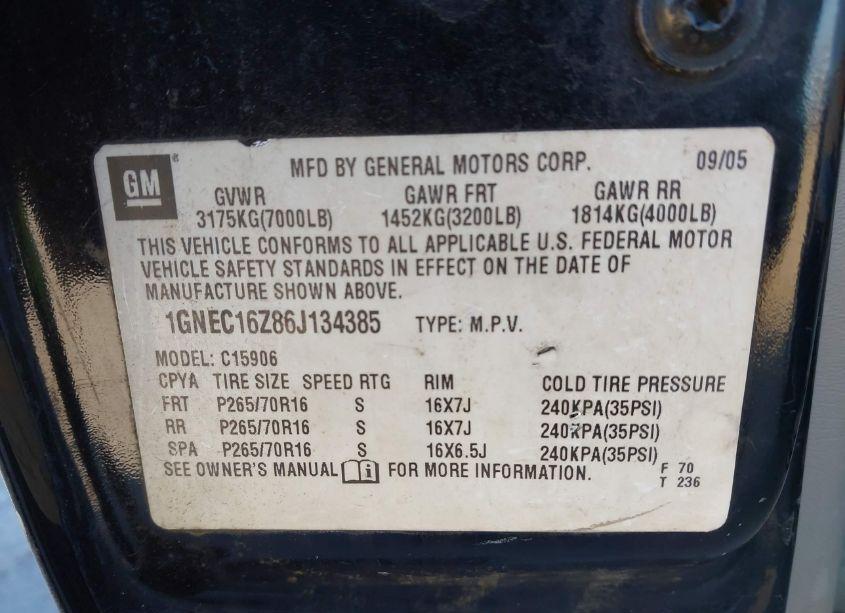 GM
MFD BY GENERAL MOTORS CORP. 09/05
GVWR GAWR FRT GAWR RR
3175KG(7000LB) 1452KG(3200LB) 1814KG(4000LB)
THIS VEHICLE CONFORMS TO ALL APPLICABLE U.S. FEDERAL MOTOR
VEHICLE SAFETY STANDARDS IN EFFECT ON THE DATE OF
MANUFACTURE SHOWN ABOVE.
1GNEC16Z86J134385 TYPE: M.P.V.
MODEL: C15906
CPYA TIRE SIZE SPEED RTG RIM COLD TIRE PRESSURE
FRT P265/70R16 S 16X7J 240KPA(35PSI)
RR P265/70R16 S 16X7J 240KPA(35PSI)
SPA P265/70R16 S 16X6.5J 240KPA(35PSI)
SEE OWNER'S MANUAL i FOR MORE INFORMATION. F 70
T 236